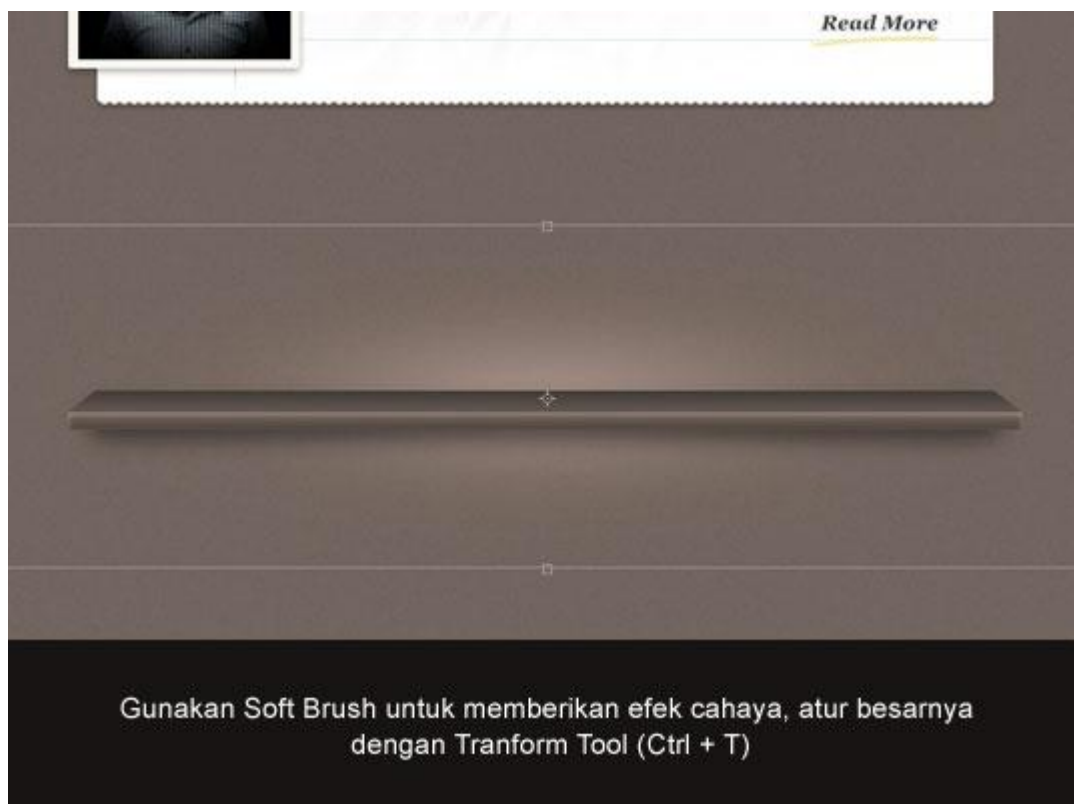 Read More
Gunakan Soft Brush untuk memberikan efek cahaya, atur besarnya
dengan Tranform Tool (Ctrl + T)